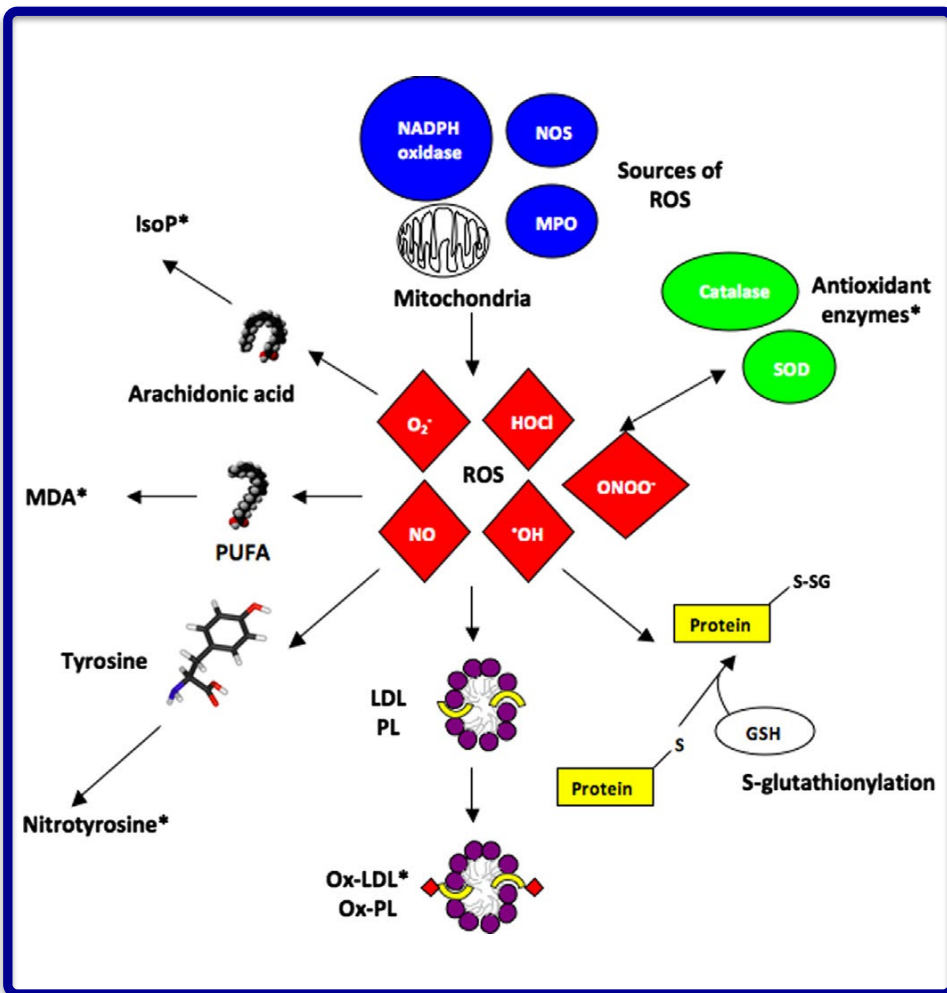 NADPH
oxidase
NOS
MPO
Sources of
ROS
Mitochondria
IsoP*
Arachidonic acid
Catalase
SOD
Antioxidant
enzymes*
O₂⁻
HOCl
ROS
ONOO⁻
NO
•OH
MDA*
PUFA
Tyrosine
Nitrotyrosine*
LDL
PL
Ox-LDL*
Ox-PL
S-SG
Protein
S
GSH
Protein
S-glutathionylation